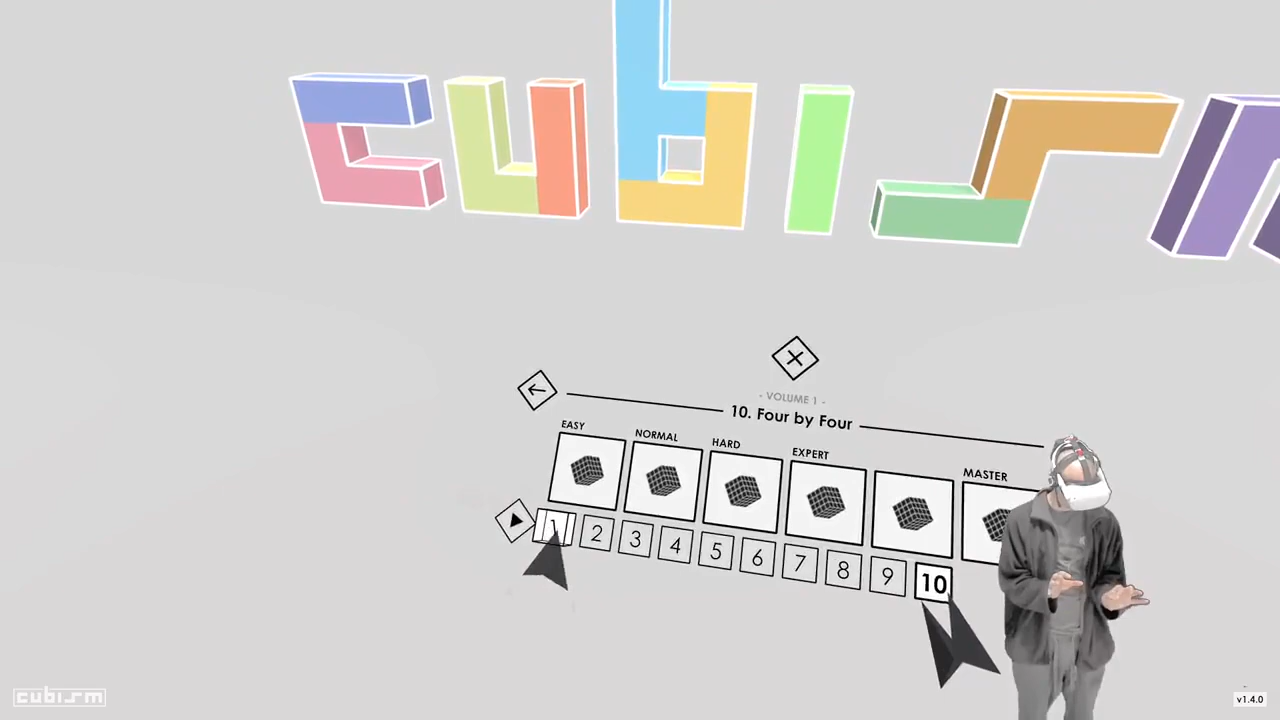 cubism
- VOLUME 1 -
10. Four by Four
EASY NORMAL HARD EXPERT MASTER
1 2 3 4 5 6 7 8 9 10
cubism
v1.4.0